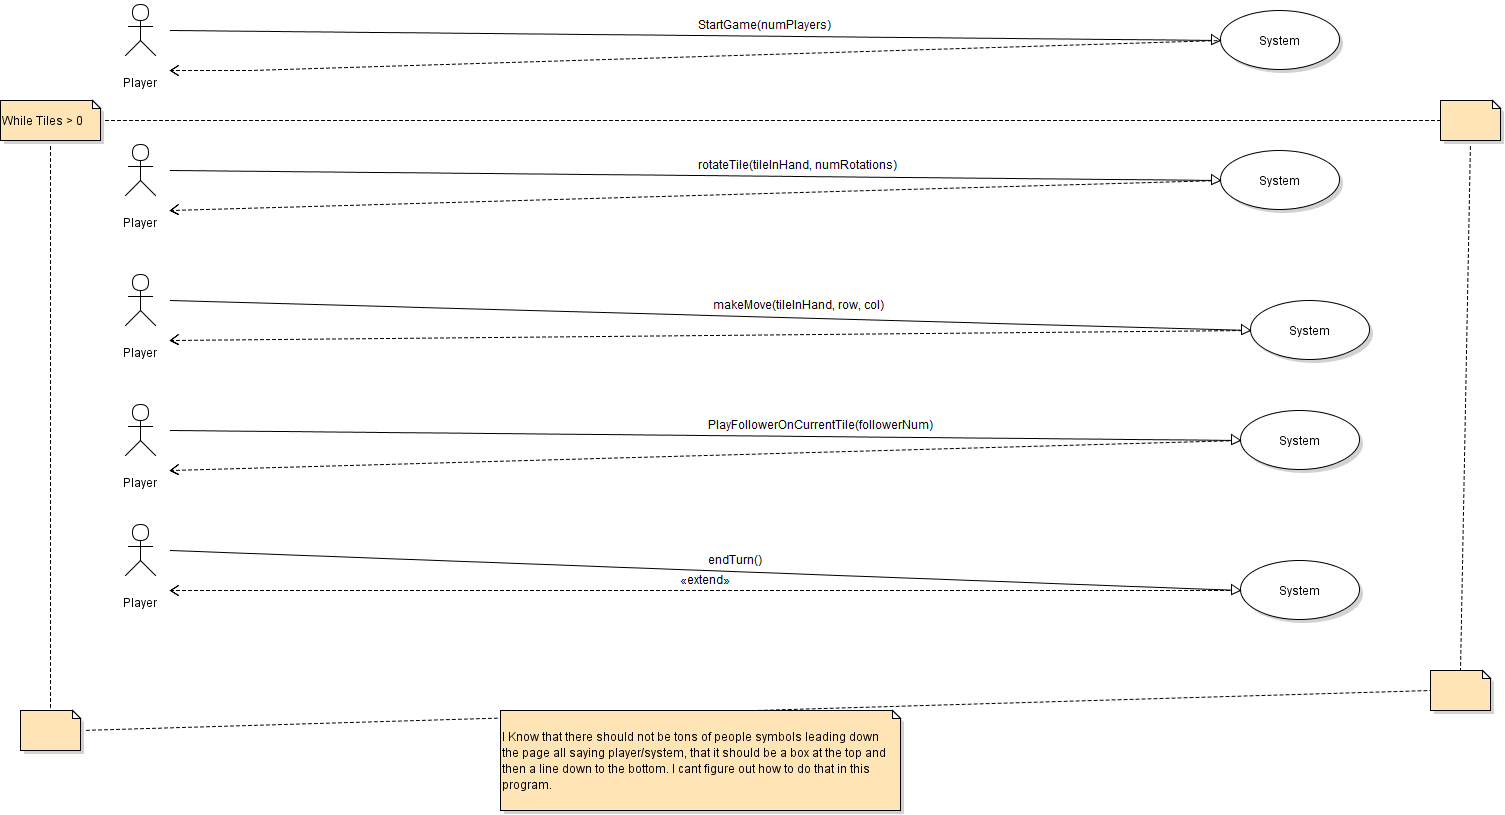 StartGame(numPlayers)
System
Player
While Tiles > 0
rotateTile(tileInHand, numRotations)
System
Player
makeMove(tileInHand, row, col)
System
Player
PlayFollowerOnCurrentTile(followerNum)
System
Player
endTurn()
«extend»
System
Player
I Know that there should not be tons of people symbols leading down
the page all saying player/system, that it should be a box at the top and
then a line down to the bottom. I cant figure out how to do that in this
program.